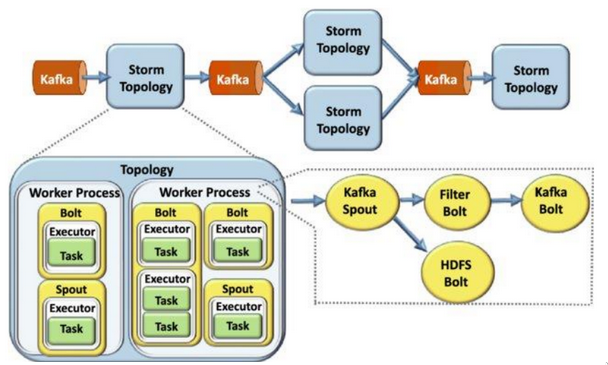 Kafka
Storm
Topology
Kafka
Storm
Topology
Storm
Topology
Kafka
Storm
Topology
Topology
Worker Process
Bolt
Executor
Task
Spout
Executor
Task
Worker Process
Bolt
Executor
Task
Executor
Task
Task
Bolt
Executor
Task
Spout
Executor
Task
Kafka
Spout
Filter
Bolt
Kafka
Bolt
HDFS
Bolt